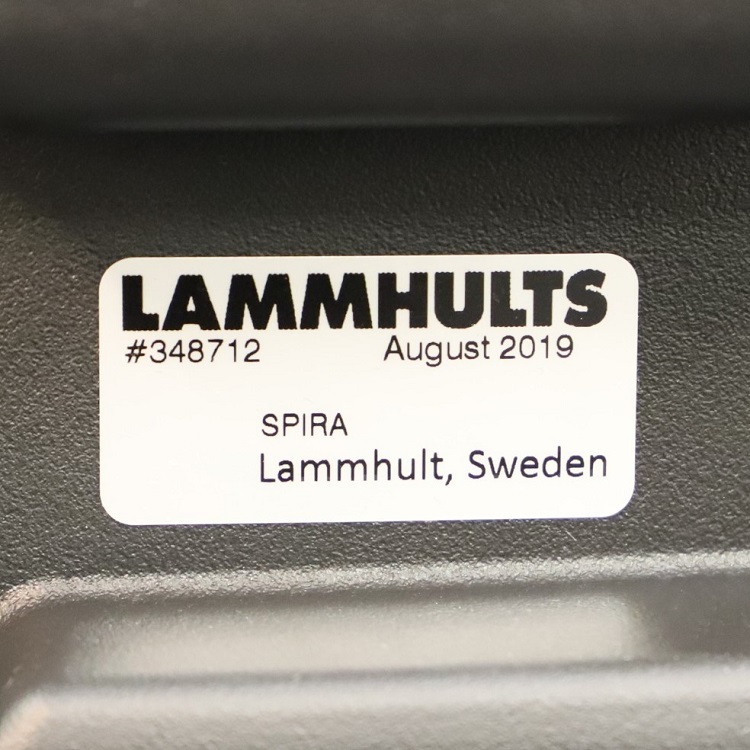 LAMMHULTS
#348712 August 2019
SPIRA
Lammhult, Sweden